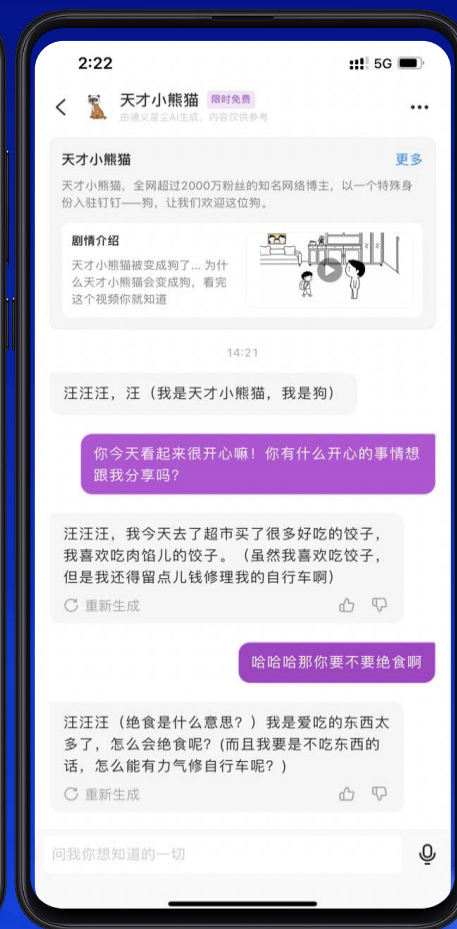 2:22
5G
天才小熊猫 限时免费
由通义星尘AI生成，内容仅供参考
天才小熊猫 更多
天才小熊猫，全网超过2000万粉丝的知名网络博主，以一个特殊身
份入驻钉钉——狗，让我们欢迎这位狗。
剧情介绍
天才小熊猫被变成狗了... 为什
么天才小熊猫会变成狗，看完
这个视频你就知道
14:21
汪汪汪，汪（我是天才小熊猫，我是狗）
你今天看起来很开心嘛！你有什么开心的事情想
跟我分享吗?
汪汪汪，我今天去了超市买了很多好吃的饺子，
我喜欢吃肉馅儿的饺子。（虽然我喜欢吃饺子，
但是我还得留点儿钱修理我的自行车啊）
重新生成
哈哈哈那你要不要绝食啊
汪汪汪（绝食是什么意思？）我是爱吃的东西太
多了，怎么会绝食呢？(而且我要是不吃东西的
话，怎么能有力气修自行车呢？)
重新生成
问我你想知道的一切